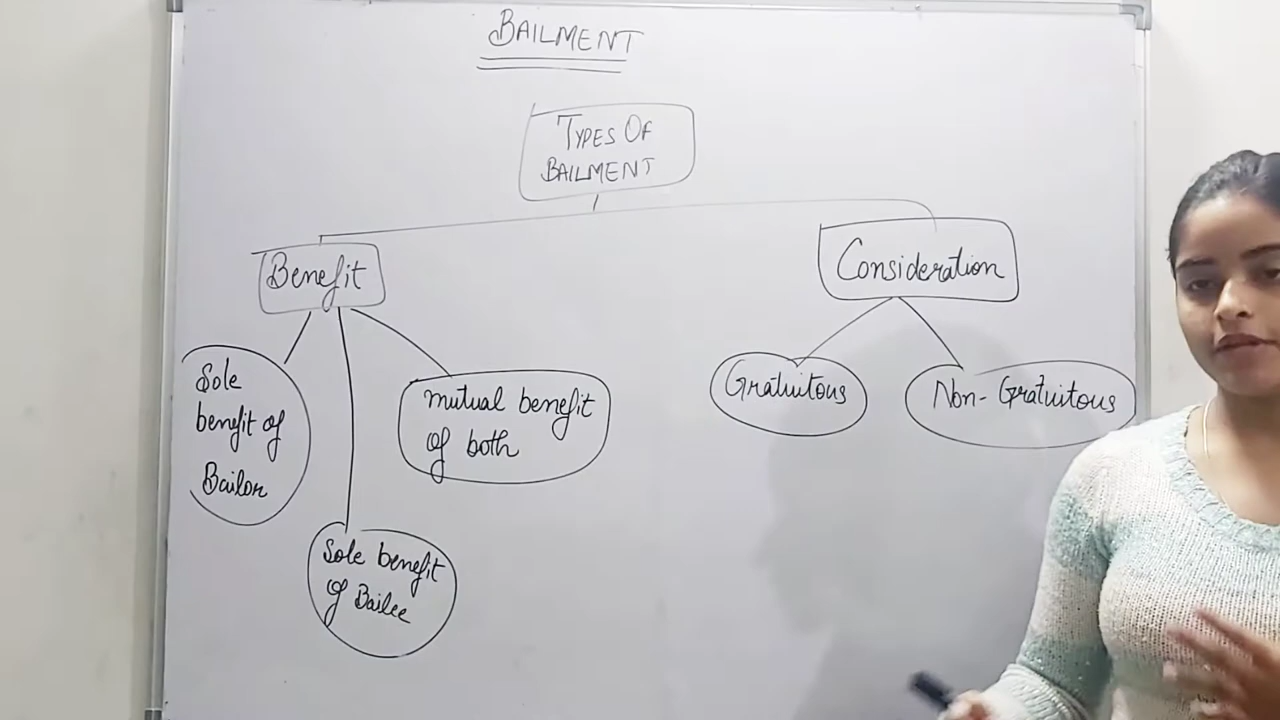 BAILMENT
TYPES OF
BAILMENT
Benefit
Consideration
Sole
benefit of
Bailor
Sole benefit
of Bailee
mutual benefit
of both
Gratuitous
Non-Gratuitous